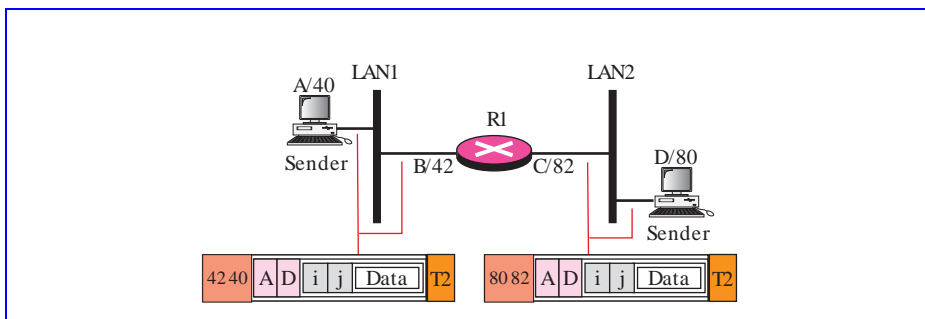 LAN1
LAN2
A/40
R1
D/80
Sender
B/42
C/82
Sender
42 40 A D i j Data T2
80 82 A D i j Data T2